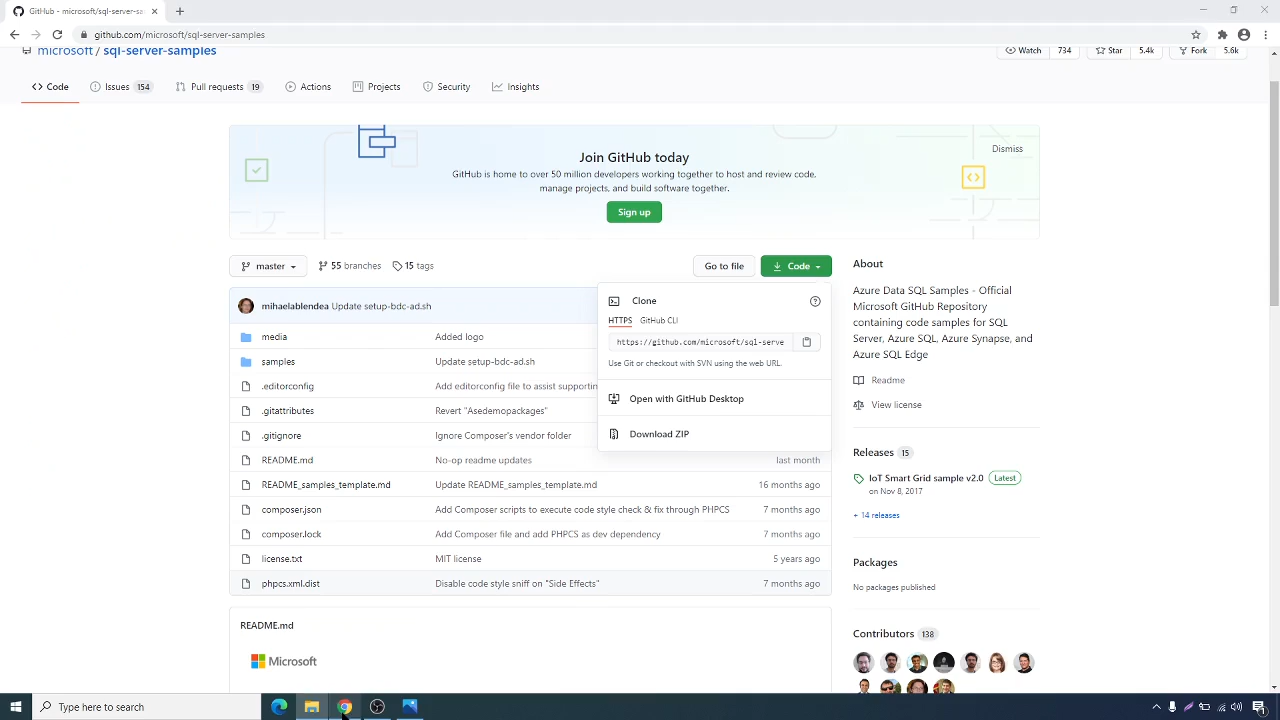 GitHub - microsoft/sql-server-sa
github.com/microsoft/sql-server-samples
microsoft / sql-server-samples
Watch 734 Star 5.4k Fork 5.6k
Code Issues 154 Pull requests 19 Actions Projects Security Insights
Join GitHub today
Dismiss
GitHub is home to over 50 million developers working together to host and review code,
manage projects, and build software together.
Sign up
master 55 branches 15 tags Go to file Code
mihaelablendea Update setup-bdc-ad.sh
media Added logo
samples Update setup-bdc-ad.sh
.editorconfig Add editorconfig file to assist supportin
.gitattributes Revert "Asedemopackages"
.gitignore Ignore Composer's vendor folder
README.md No-op readme updates last month
README_samples_template.md Update README_samples_template.md 16 months ago
composer.json Add Composer scripts to execute code style check & fix through PHPCS 7 months ago
composer.lock Add Composer file and add PHPCS as dev dependency 7 months ago
license.txt MIT license 5 years ago
phpcs.xml.dist Disable code style sniff on "Side Effects" 7 months ago
Clone
HTTPS GitHub CLI
https://github.com/microsoft/sql-serve
Use Git or checkout with SVN using the web URL.
Open with GitHub Desktop
Download ZIP
README.md
Microsoft
About
Azure Data SQL Samples - Official
Microsoft GitHub Repository
containing code samples for SQL
Server, Azure SQL, Azure Synapse, and
Azure SQL Edge
Readme
View license
Releases 15
IoT Smart Grid sample v2.0 Latest
on Nov 8, 2017
+ 14 releases
Packages
No packages published
Contributors 138
Type here to search